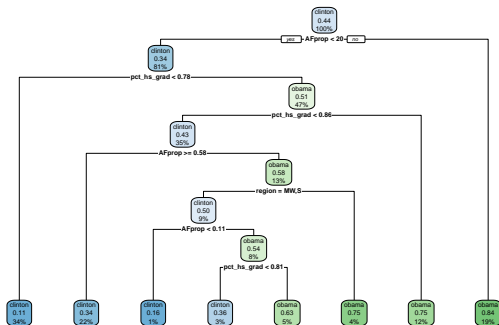 clinton
0.44
100%
yes AFprop < 20 no
clinton
0.34
81%
pct_hs_grad < 0.78
obama
0.51
47%
pct_hs_grad < 0.86
clinton
0.43
35%
AFprop >= 0.58
obama
0.58
13%
region = MW,S
clinton
0.50
9%
AFprop < 0.11
obama
0.54
8%
pct_hs_grad < 0.81
clinton
0.11
34%
clinton
0.34
22%
clinton
0.16
1%
clinton
0.36
3%
obama
0.63
5%
obama
0.75
4%
obama
0.75
12%
obama
0.84
19%